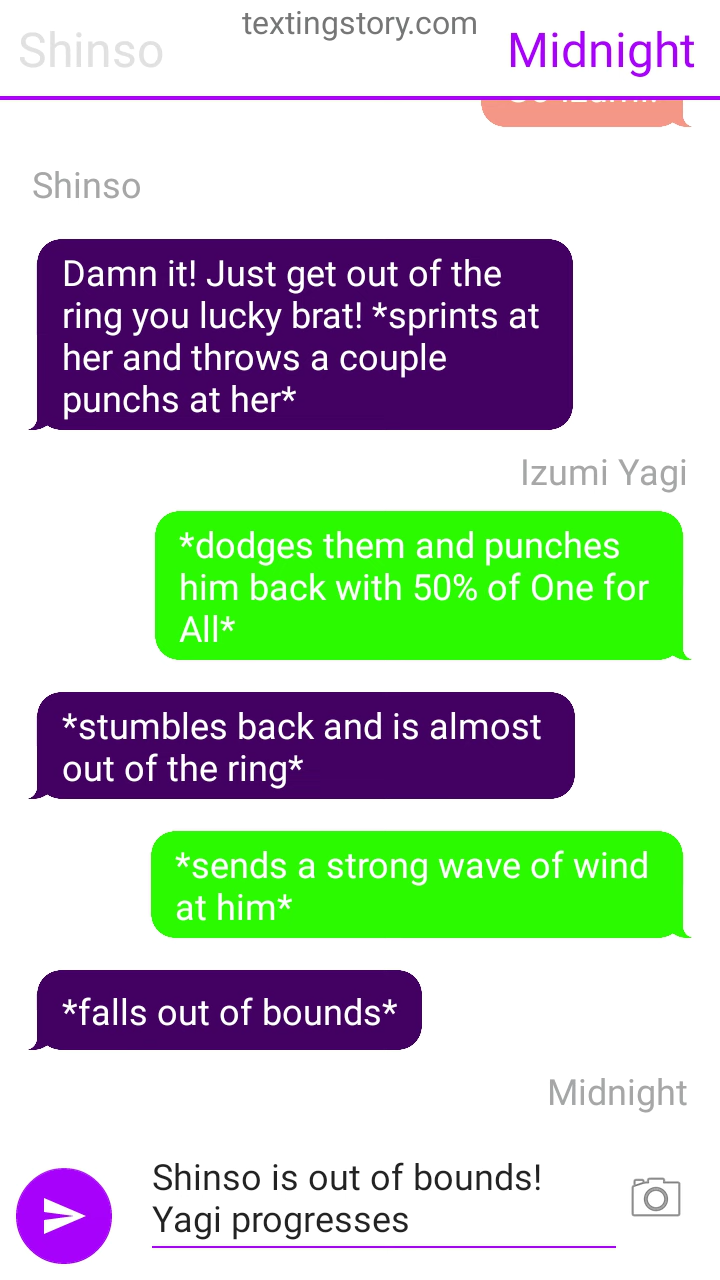 textingstory.com
Shinso
Midnight
Shinso
Damn it! Just get out of the
ring you lucky brat! *sprints at
her and throws a couple
punchs at her*
Izumi Yagi
*dodges them and punches
him back with 50% of One for
All*
*stumbles back and is almost
out of the ring*
*sends a strong wave of wind
at him*
*falls out of bounds*
Midnight
Shinso is out of bounds!
Yagi progresses